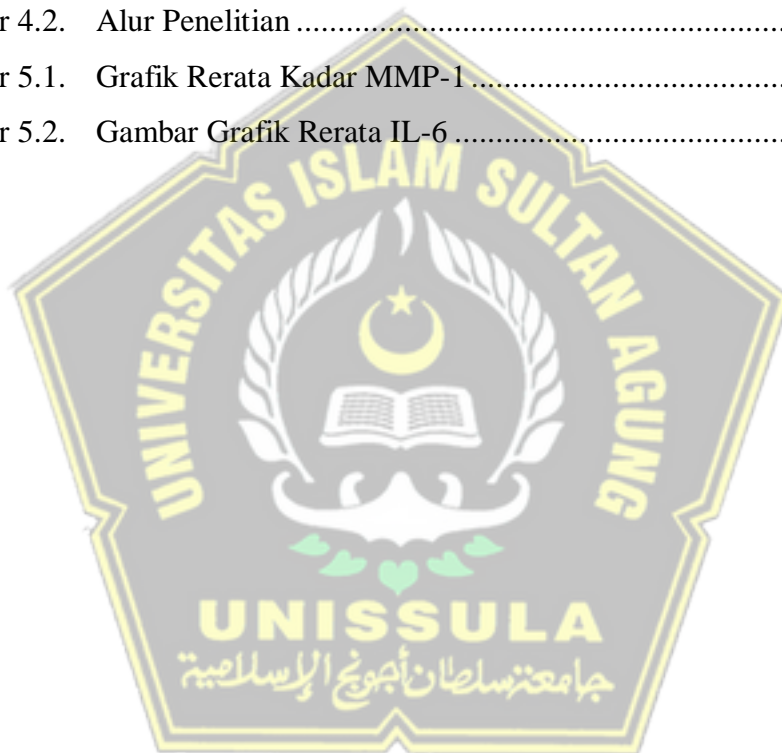 r 4.2. Alur Penelitian ........................................................
r 5.1. Grafik Rerata Kadar MMP-1 ........................................
r 5.2. Gambar Grafik Rerata IL-6 ..........................................
UNIVERSITAS ISLAM SULTAN AGUNG
UNISSULA
جامعة سلطان أجونج الإسلامية